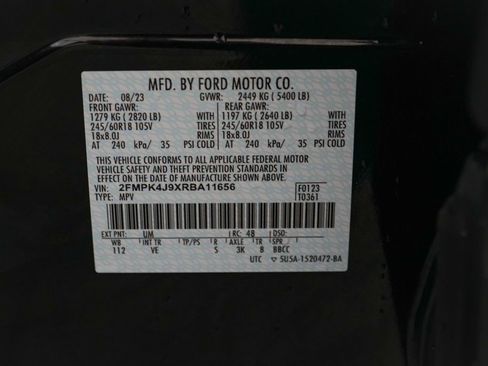 MFD. BY FORD MOTOR CO.
DATE: 08/23 GVWR: 2449 KG ( 5400 LB)
FRONT GAWR: REAR GAWR:
1279 KG ( 2820 LB) WITH 1197 KG ( 2640 LB) WITH
245/60R18 105V TIRES 245/60R18 105V TIRES
18x8.0J RIMS 18x8.0J RIMS
AT 240 kPa/ 35 PSI COLD AT 240 kPa/ 35 PSI COLD
THIS VEHICLE CONFORMS TO ALL APPLICABLE FEDERAL MOTOR
VEHICLE SAFETY AND THEFT PREVENTION STANDARDS IN
EFFECT ON THE DATE OF MANUFACTURE SHOWN ABOVE.
VIN: 2FMPK4J9XRBA11656 F0123
TYPE: MPV T0361
EXT PNT: UM RC: 48 DSO:
WB INT TR TP/PS R AXLE TR SPR
112 VE S 3K 8 BBCC
UTC 5U5A-1520472-BA